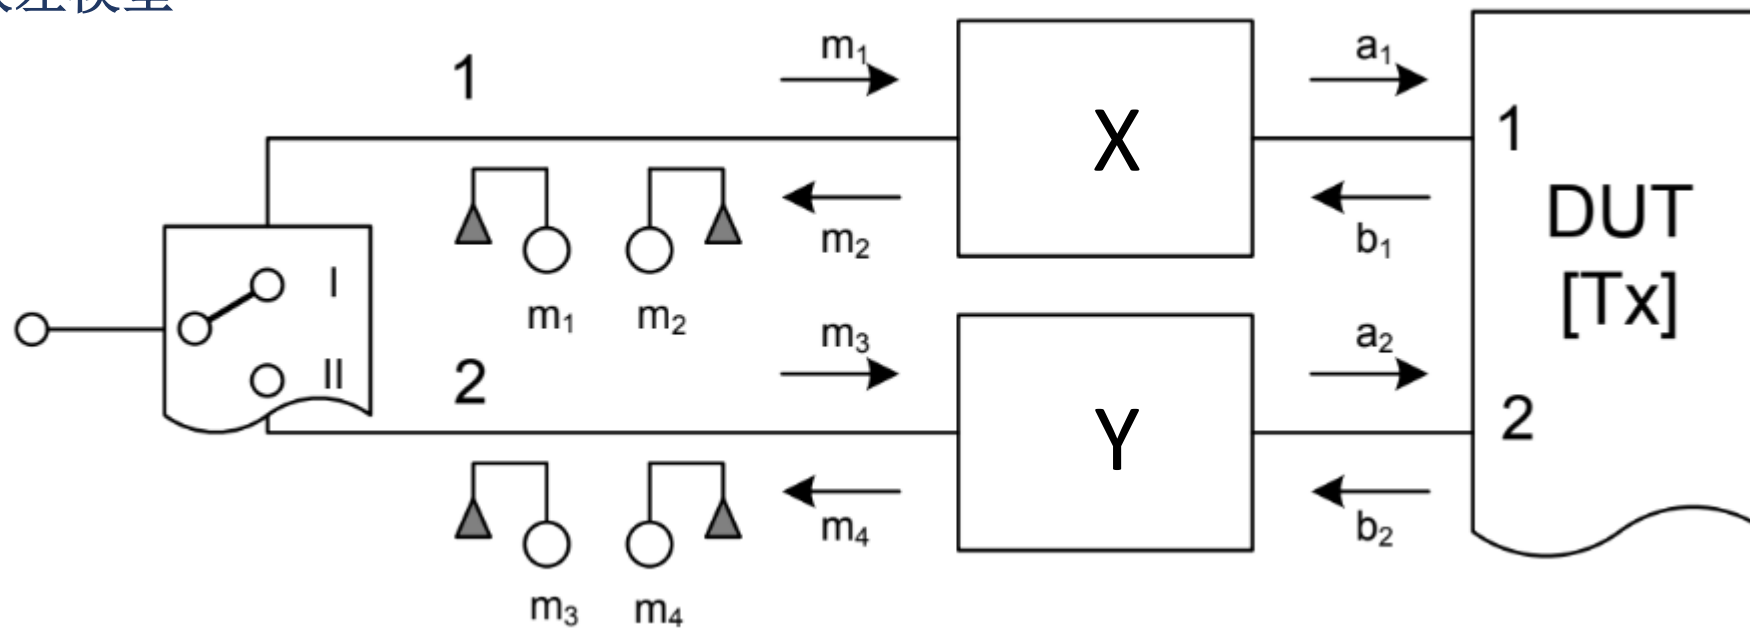 1
m₁
a₁
X
1
m₂
b₁
DUT
[Tx]
I
II
m₁
m₂
2
m₃
a₂
Y
2
m₄
b₂
m₃
m₄